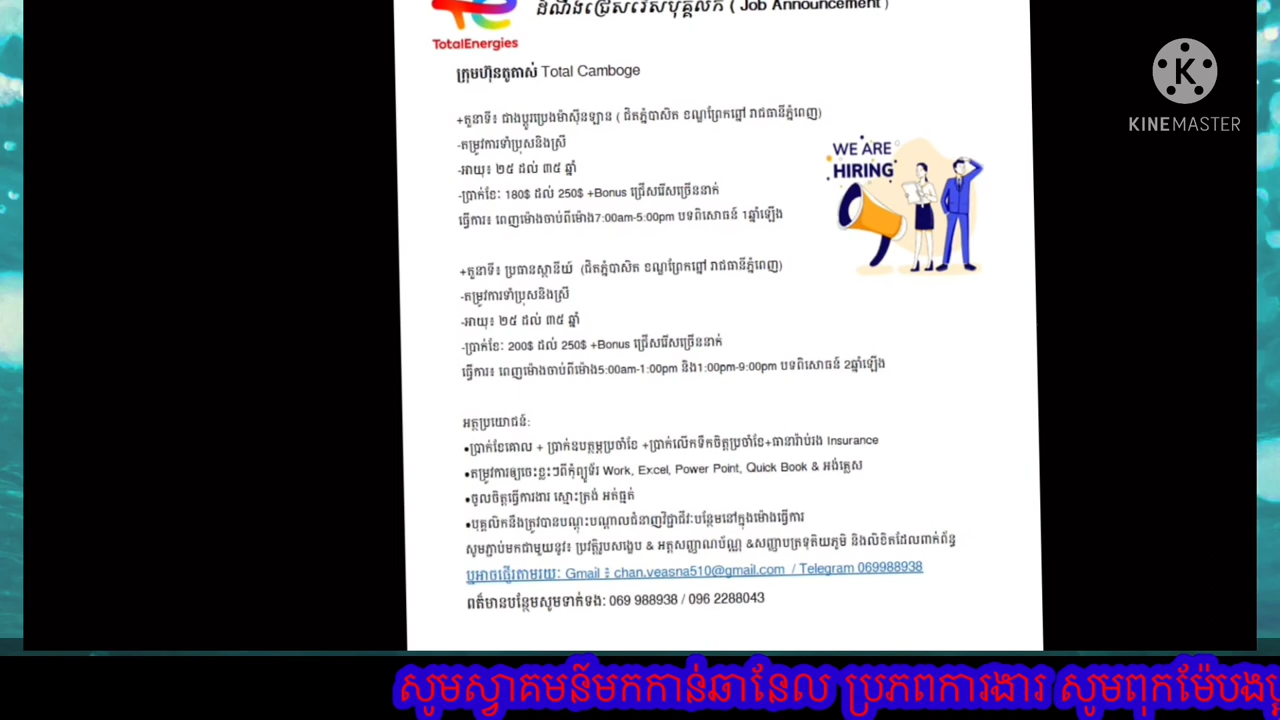 ដំណឹងជ្រើសរើសបុគ្គលិក ( Job Announcement )
TotalEnergies
ក្រុមហ៊ុនតូតាល់ Total Camboge
KINEMASTER
+តួនាទី៖ ជាងប្ដូរប្រេងម៉ាស៊ីនឡាន ( ជិតភ្នំបាសិត ខណ្ឌព្រែកព្នៅ រាជធានីភ្នំពេញ)
-តម្រូវការទាំប្រុសនិងស្រី
-អាយុ៖ ២៥ ដល់ ៣៥ ឆ្នាំ
-ប្រាក់ខែ: 180$ ដល់ 250$ +Bonus ជ្រើសរើសច្រើននាក់
ធ្វើការ៖ ពេញម៉ោងចាប់ពីម៉ោង7:00am-5:00pm បទពិសោធន៍ 1ឆ្នាំឡើង
WE ARE
HIRING
+តួនាទី៖ ប្រធានស្ថានីយ៍ (ជិតភ្នំបាសិត ខណ្ឌព្រែកព្នៅ រាជធានីភ្នំពេញ)
-តម្រូវការទាំប្រុសនិងស្រី
-អាយុ៖ ២៥ ដល់ ៣៥ ឆ្នាំ
-ប្រាក់ខែ: 200$ ដល់ 250$ +Bonus ជ្រើសរើសច្រើននាក់
ធ្វើការ៖ ពេញម៉ោងចាប់ពីម៉ោង5:00am-1:00pm និង1:00pm-9:00pm បទពិសោធន៍ 2ឆ្នាំឡើង
អត្ថប្រយោជន៍:
•ប្រាក់ខែគោល + ប្រាក់ឧបត្ថម្ភប្រចាំខែ +ប្រាក់លើកទឹកចិត្តប្រចាំខែ+ធានារ៉ាប់រង Insurance
•តម្រូវការឲ្យចេះខ្លះៗពីកុំព្យូទ័រ Work, Excel, Power Point, Quick Book & អង់គ្លេស
•ចូលចិត្តធ្វើការងារ ស្មោះត្រង់ អត់ធ្មត់
•បុគ្គលិកនឹងត្រូវបានបណ្ដុះបណ្ដាលជំនាញវិជ្ជាជីវៈបន្ថែមនៅក្នុងម៉ោងធ្វើការ
សូមភ្ជាប់មកជាមួយនូវ៖ ប្រវត្តិរូបសង្ខេប & អត្តសញ្ញាណប័ណ្ណ &សញ្ញាបត្រទុតិយភូមិ និងលិខិតដែលពាក់ព័ន្ធ
ឬអាចផ្ញើរតាមរយៈ Gmail ៖ chan.veasna510@gmail.com / Telegram 069988938
ពត៌មានបន្ថែមសូមទាក់ទង: 069 988938 / 096 2288043
សូមស្វាគមន៍មកកាន់ឆានែល ប្រភពការងារ សូមពុកម៉ែបងប្អូ